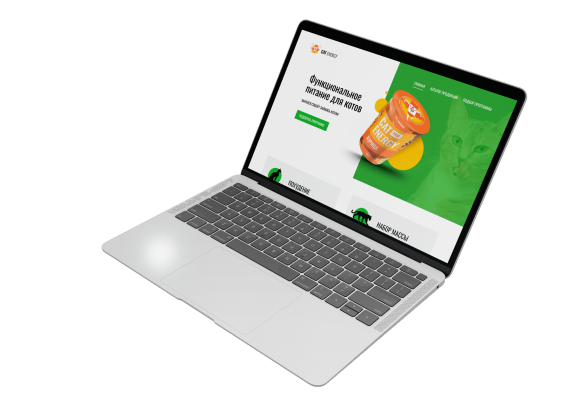 CAT ENERGY
ГЛАВНАЯ КАТАЛОГ ПРОДУКЦИИ ПОДБОР ПРОГРАММЫ
Функциональное
питание для котов
CAT
ENERGY
ПОХУДЕНИЕ
НАБОР МАССЫ